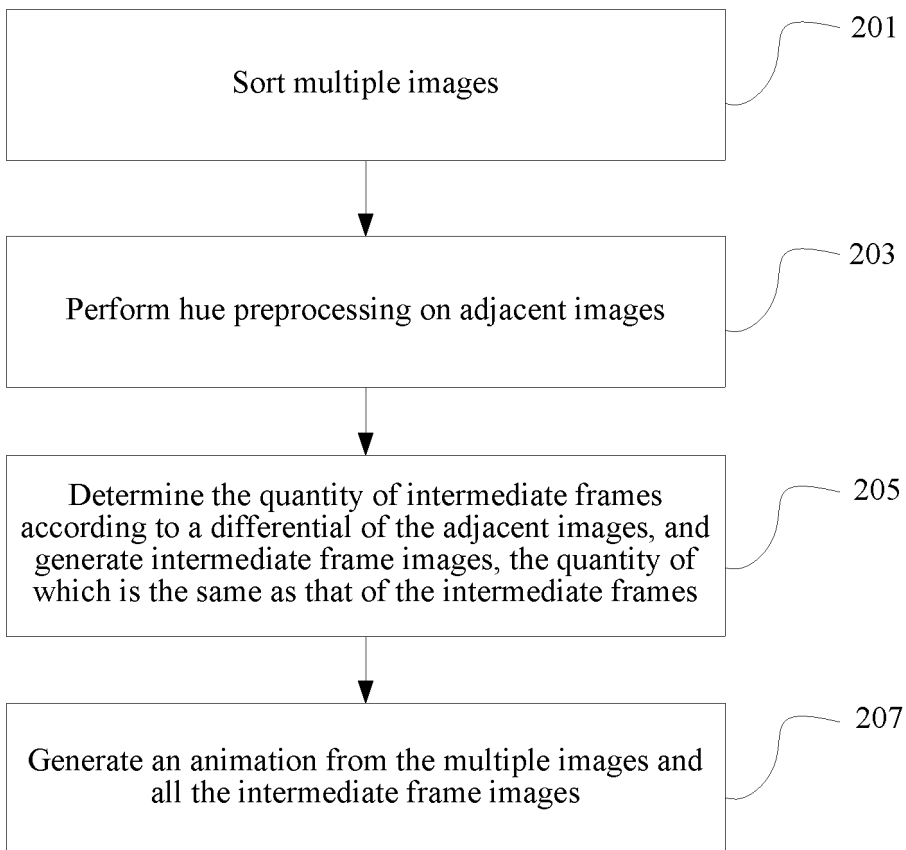 Sort multiple images
201
Perform hue preprocessing on adjacent images
203
Determine the quantity of intermediate frames
according to a differential of the adjacent images, and
generate intermediate frame images, the quantity of
which is the same as that of the intermediate frames
205
Generate an animation from the multiple images and
all the intermediate frame images
207